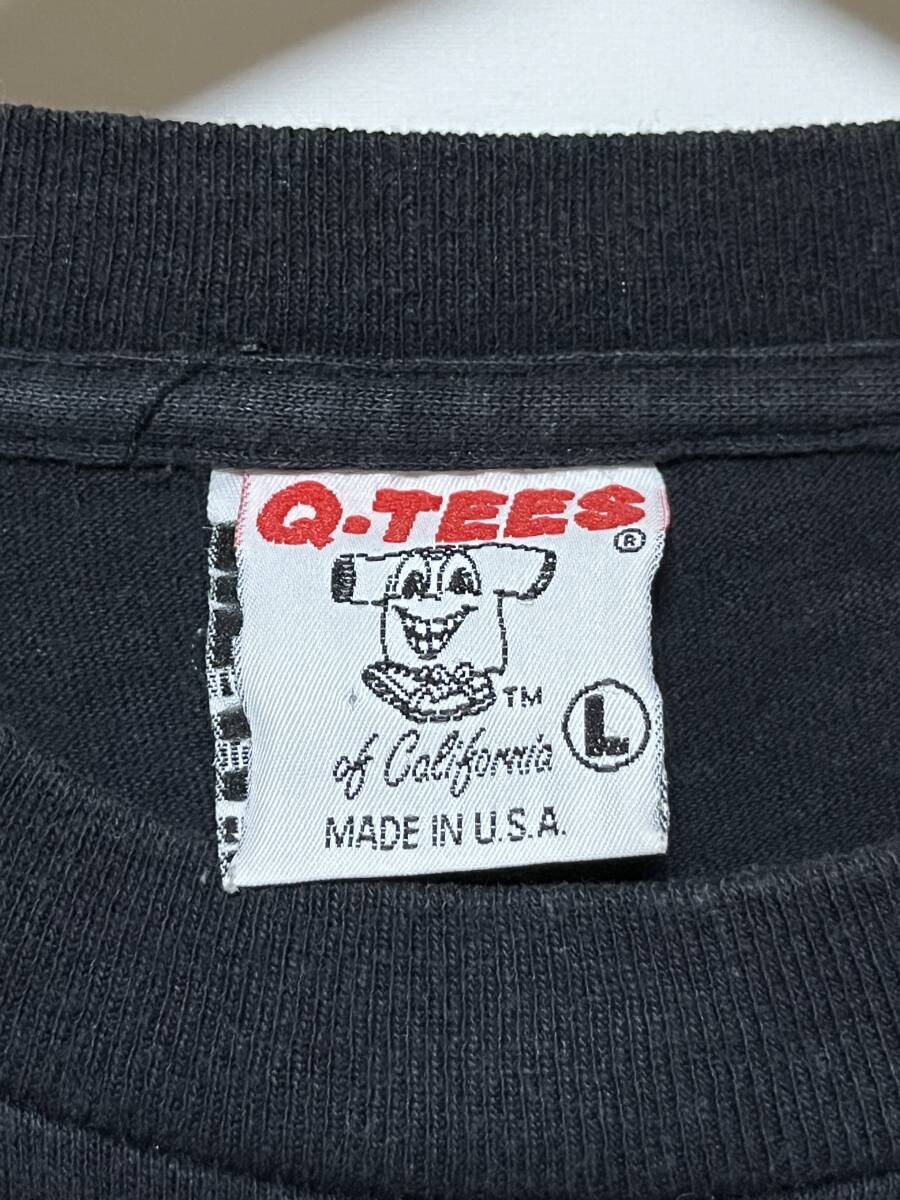 Q-TEES
®
TM
of California
L
MADE IN U.S.A.